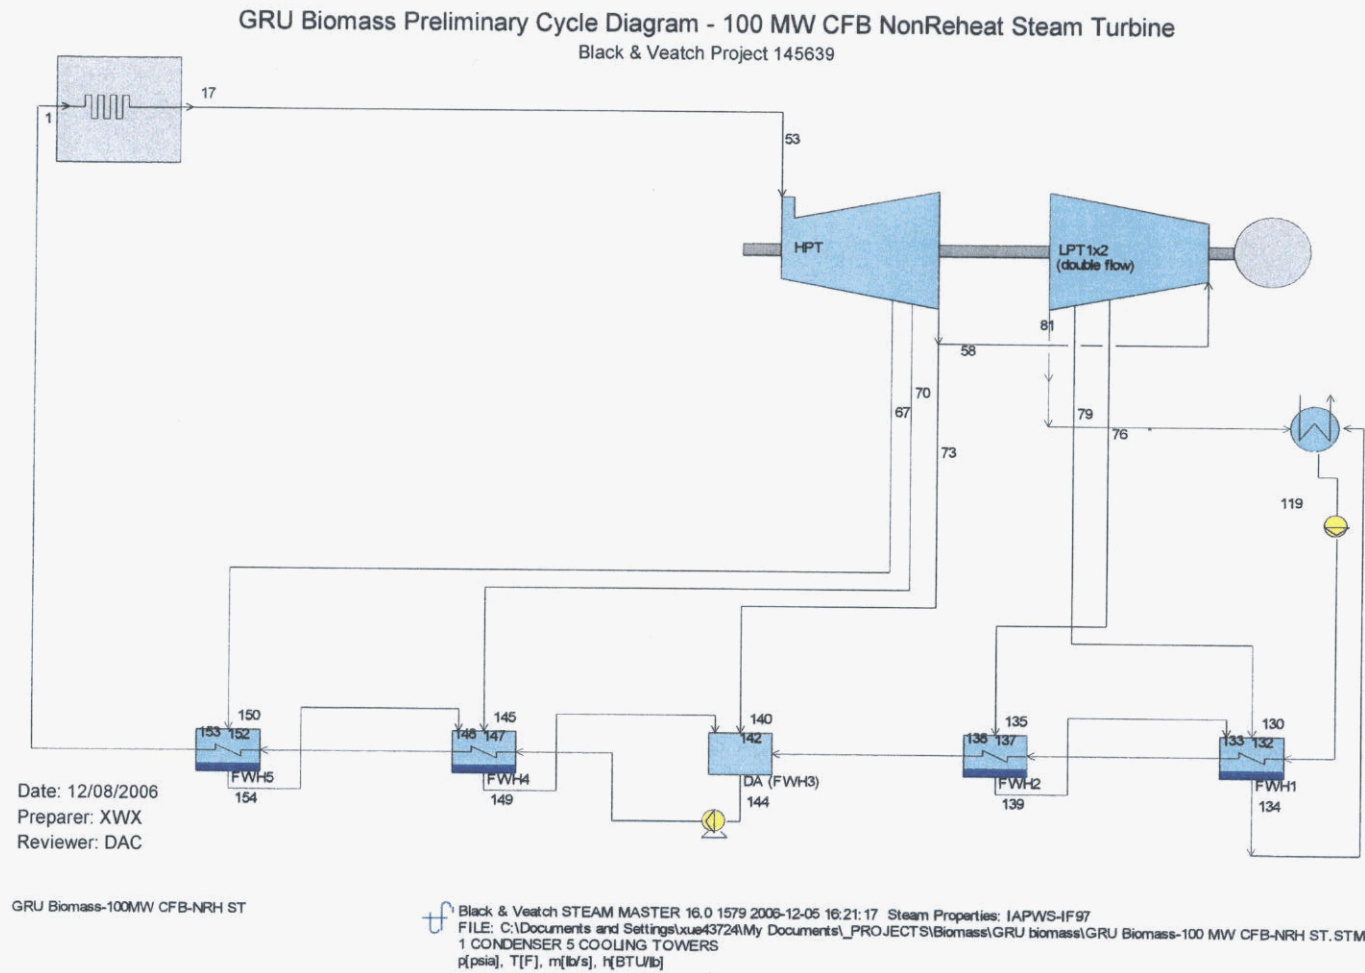 GRU Biomass Preliminary Cycle Diagram - 100 MW CFB NonReheat Steam Turbine
Black & Veatch Project 145639
17
1
53
HPT
LPT1x2
(double flow)
81
58
70
67
79
76
73
119
150
145
140
135
130
153 152
148 147
142
138 137
133 132
FWH5
FWH4
DA (FWH3)
FWH2
FWH1
154
149
144
139
134
Date: 12/08/2006
Preparer: XWX
Reviewer: DAC
GRU Biomass-100MW CFB-NRH ST
Black & Veatch STEAM MASTER 16.0 1579 2006-12-05 16:21:17 Steam Properties: IAPWS-IF97
FILE: C:\Documents and Settings\xue43724\My Documents\_PROJECTS\Biomass\GRU biomass\GRU Biomass-100 MW CFB-NRH ST.STM
1 CONDENSER 5 COOLING TOWERS
p[psia], T[F], m[lb/s], h[BTU/lb]